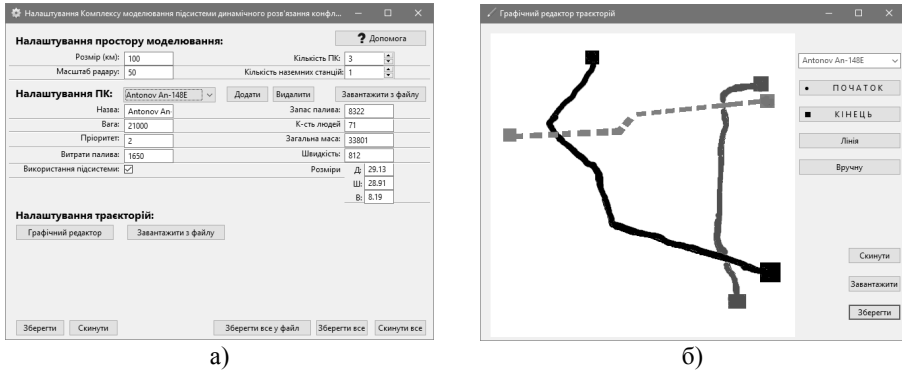 Налаштування Комплексу моделювання підсистеми динамічного розв'язання конфл...
Налаштування простору моделювання:
? Допомога
Розмір (км): 100
Кількість ПК: 3
Масштаб радару: 50
Кількість наземних станцій: 1
Налаштування ПК: Antonov An-148E Додати Видалити Завантажити з файлу
Назва: Antonov An-
Запас палива: 8322
Вага: 21000
К-сть людей 71
Пріоритет: 2
Загальна маса: 33801
Витрати палива: 1650
Швидкість: 812
Використання підсистеми:
Розміри Д: 29.13
Ш: 28.91
В: 8.19
Налаштування траєкторій:
Графічний редактор Завантажити з файлу
Зберегти Скинути Зберегти все у файл Зберегти все Скинути все
а)
Графічний редактор траєкторій
Antonov An-148E
ПОЧАТОК
КІНЕЦЬ
Лінія
Вручну
Скинути
Завантажити
Зберегти
б)